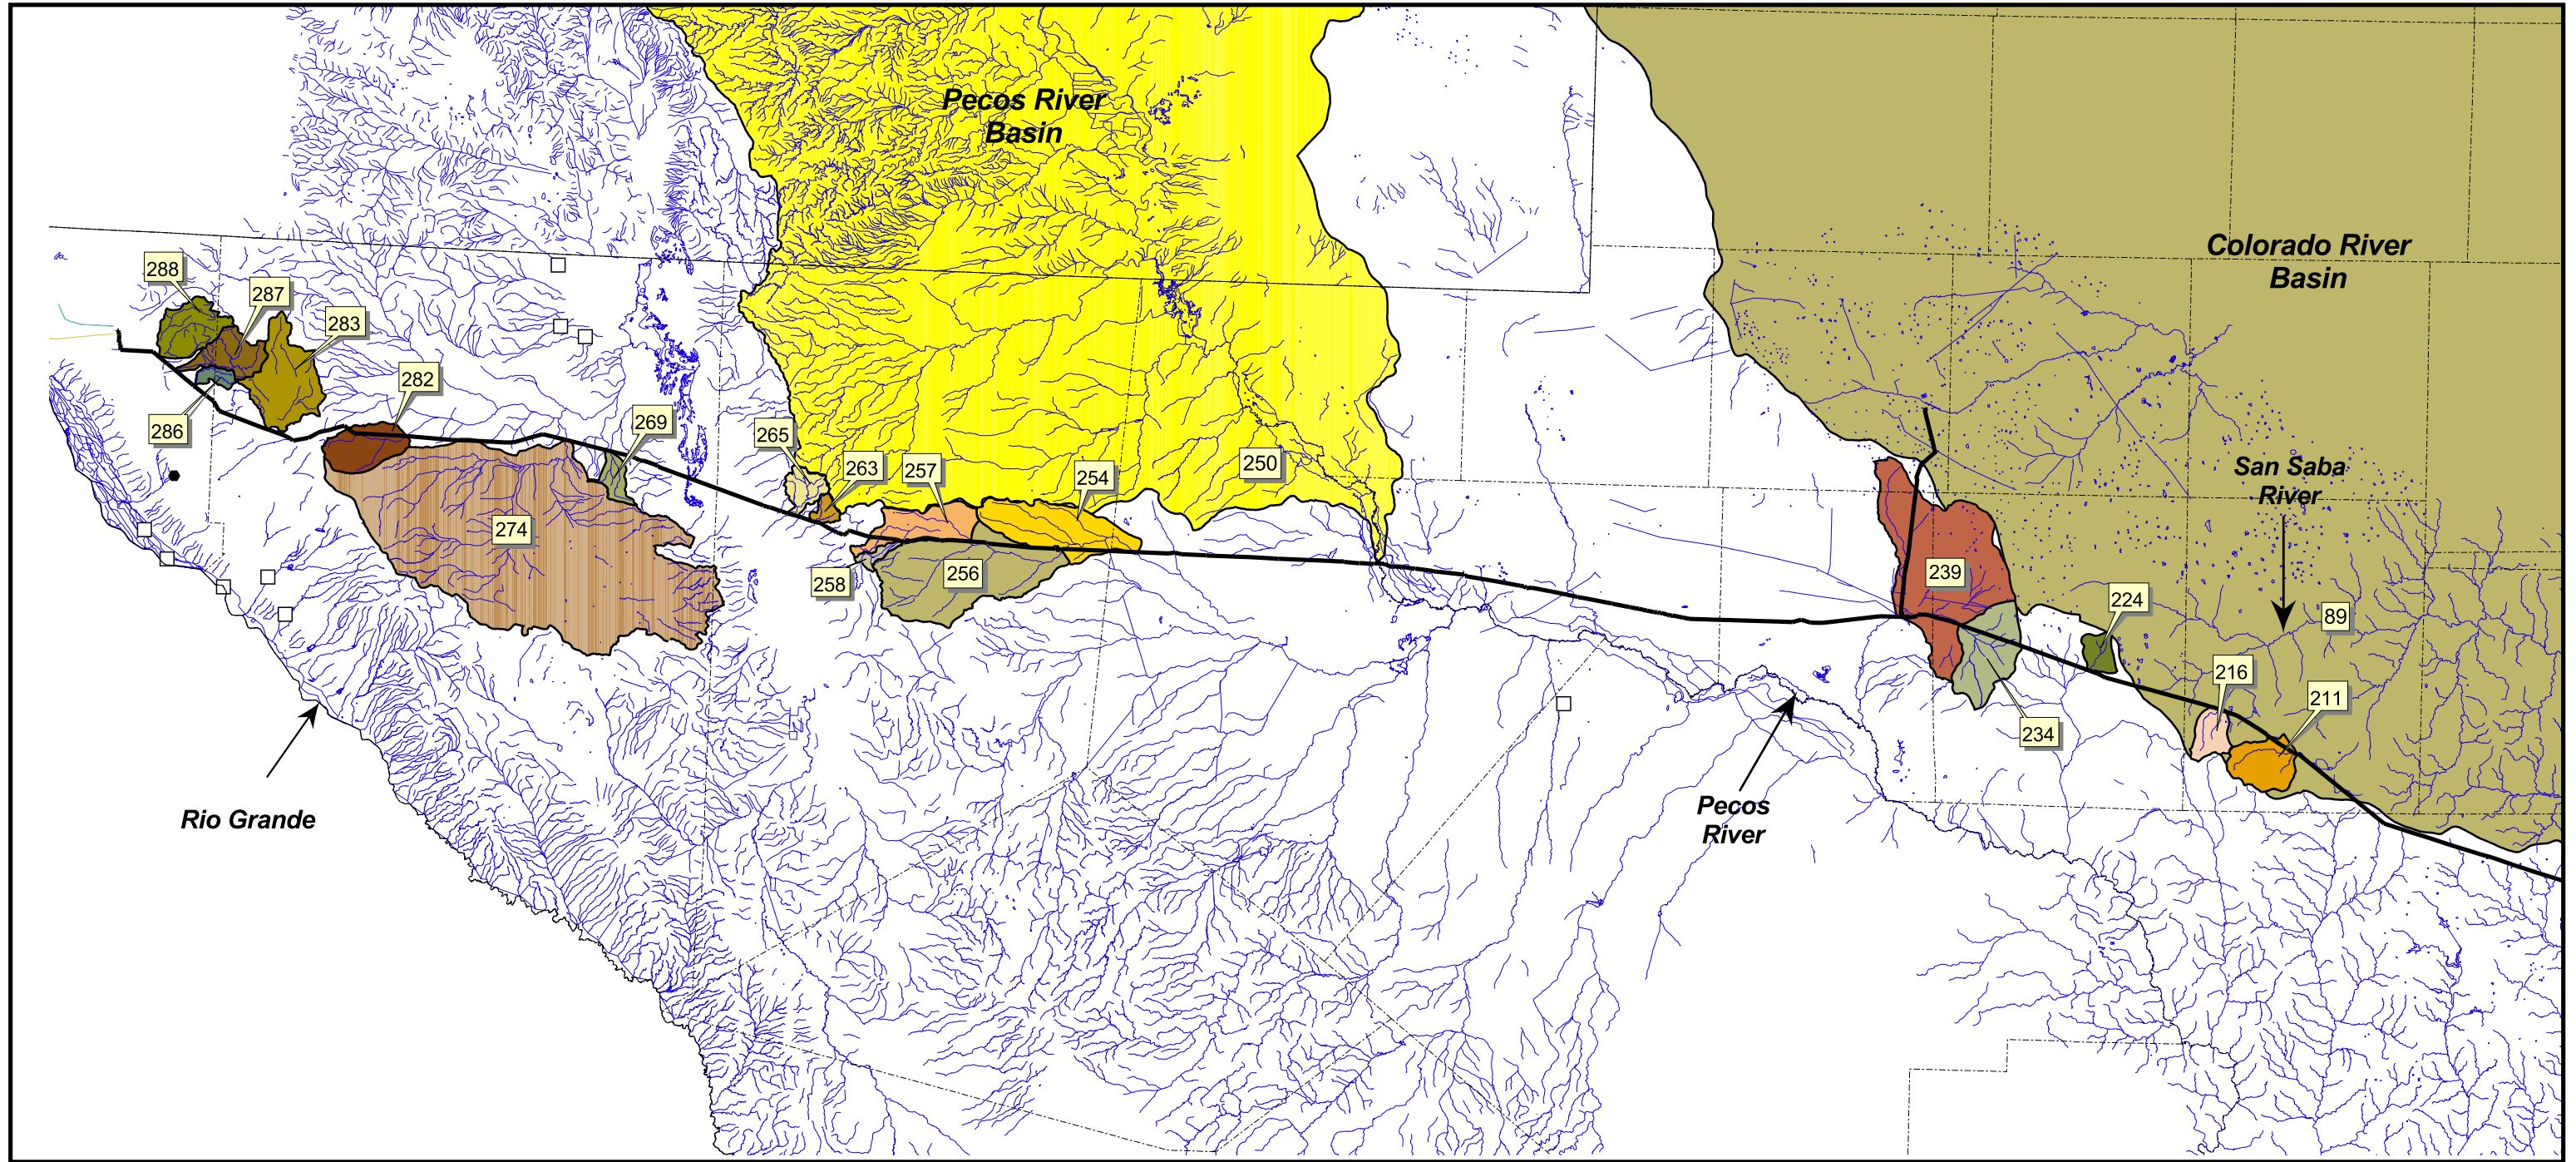 Pecos River
Basin
Colorado River
Basin
288
287
283
282
286
269
265
263
257
254
250
San Saba
River
274
258
256
239
224
89
216
211
234
Rio Grande
Pecos
River